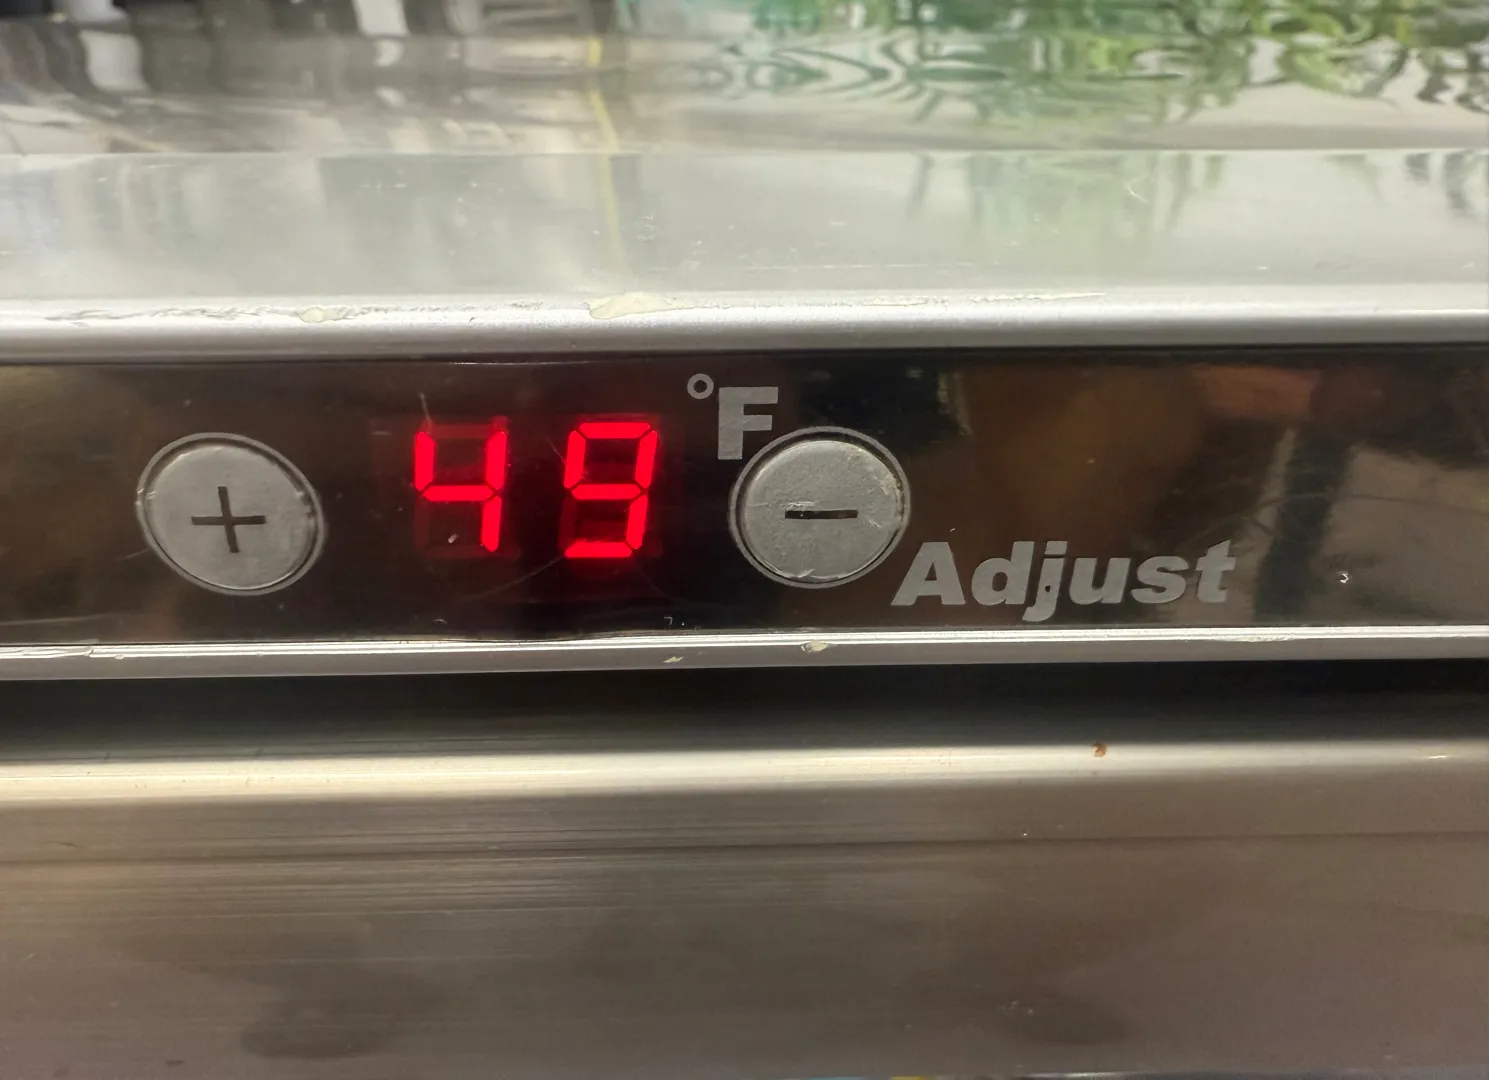 + 49 °F -
Adjust